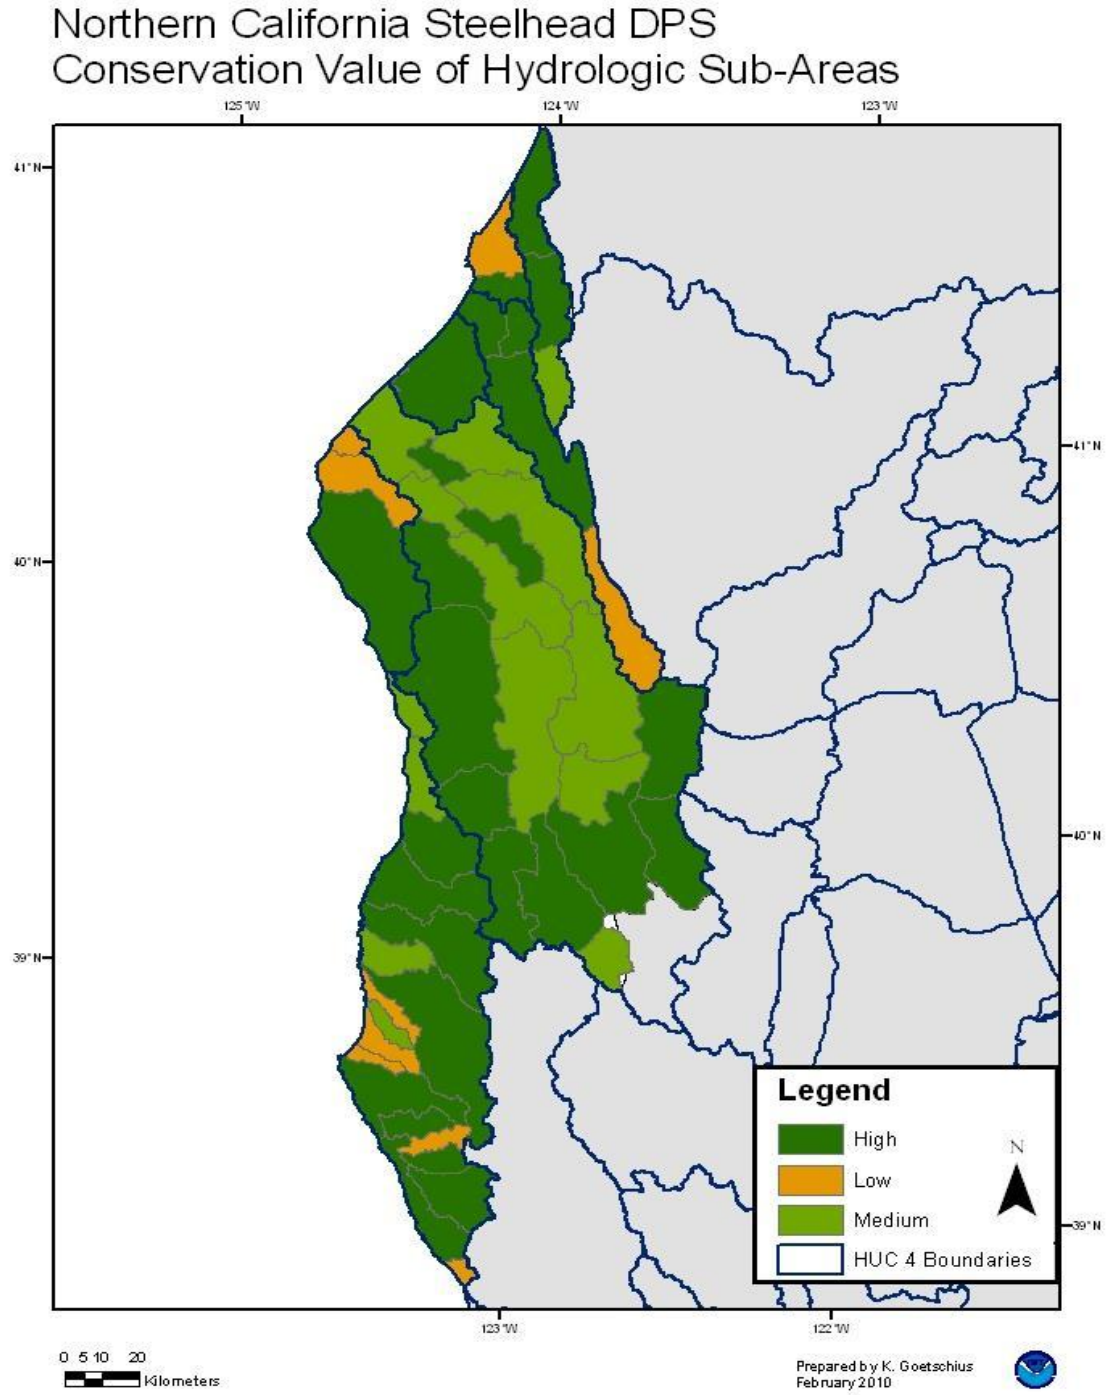 Northern California Steelhead DPS
Conservation Value of Hydrologic Sub-Areas
125°W 124°W 123°W
41°N
41°N
40°N
40°N
39°N
39°N
Legend
High
N
Low
Medium
HUC 4 Boundaries
123°W 122°W
0 5 10 20
Kilometers
Prepared by K. Goetschius
February 2010